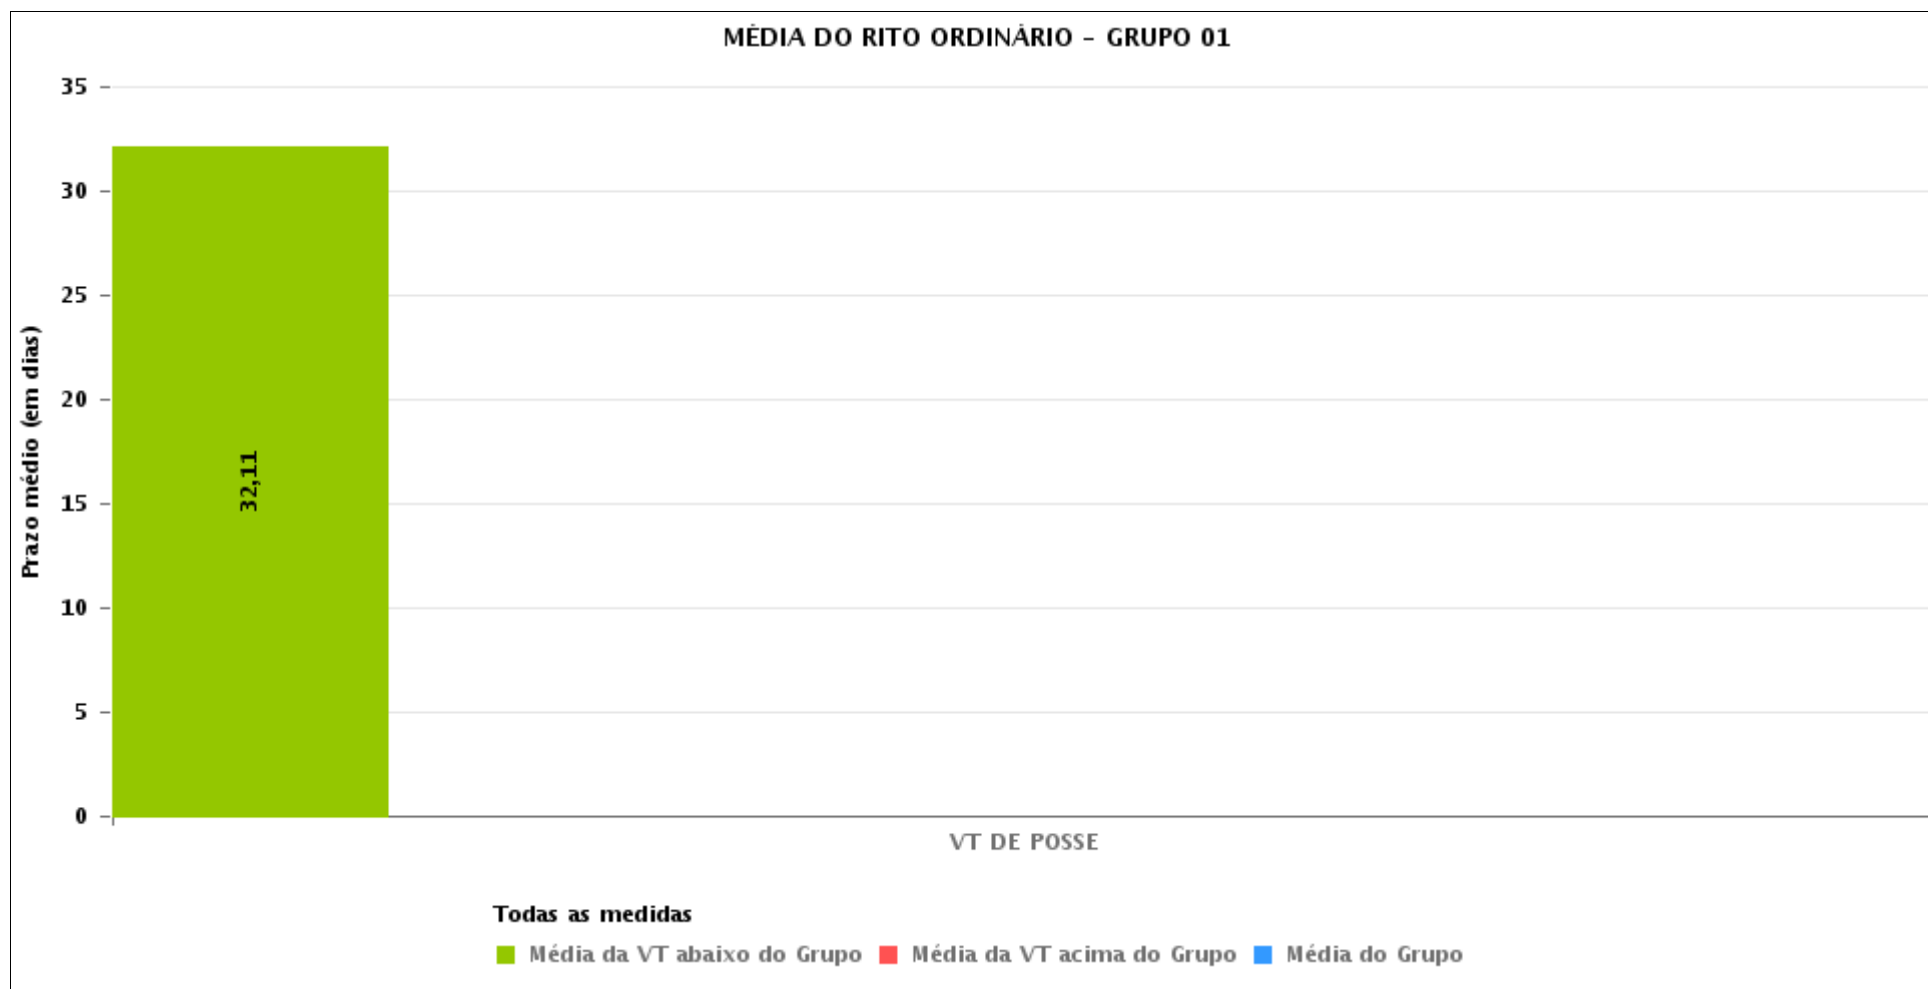 MÉDIA DO RITO ORDINÁRIO - GRUPO 01
35
30
25
20
15
10
5
0
Prazo médio (em dias)
32,11
VT DE POSSE
Todas as medidas
Média da VT abaixo do Grupo Média da VT acima do Grupo Média do Grupo